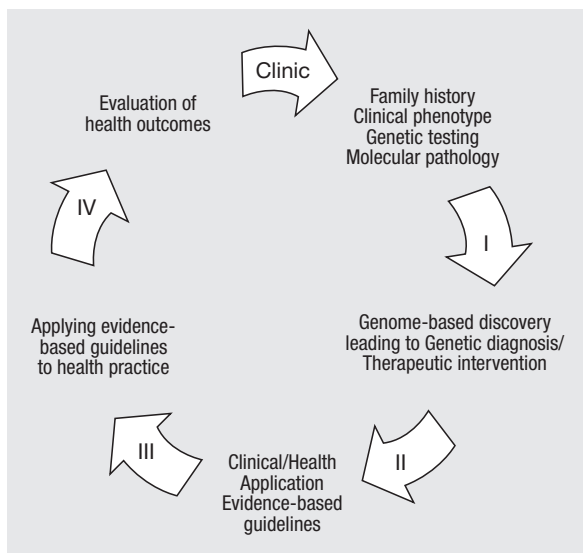 Clinic
Family history
Clinical phenotype
Genetic testing
Molecular pathology
I
Genome-based discovery
leading to Genetic diagnosis/
Therapeutic intervention
II
Clinical/Health
Application
Evidence-based
guidelines
III
Applying evidence-
based guidelines
to health practice
IV
Evaluation of
health outcomes